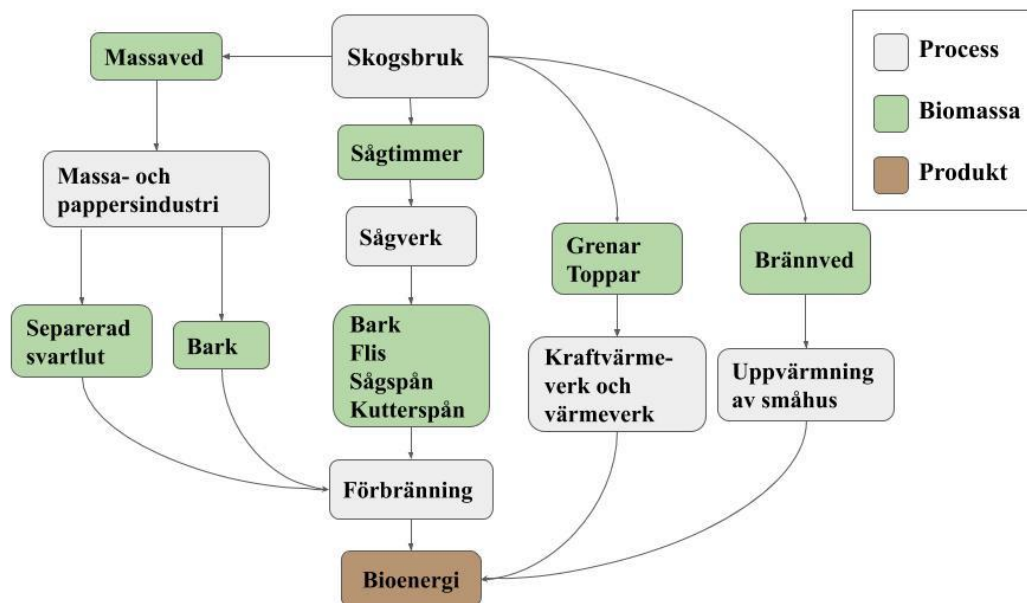 Massaved
Skogsbruk
Process
Biomassa
Produkt
Sågtimmer
Massa- och
pappersindustri
Sågverk
Grenar
Toppar
Brännved
Separerad
svartlut
Bark
Bark
Flis
Sågspån
Kutterspån
Kraftvärme-
verk och
värmeverk
Uppvärmning
av småhus
Förbränning
Bioenergi